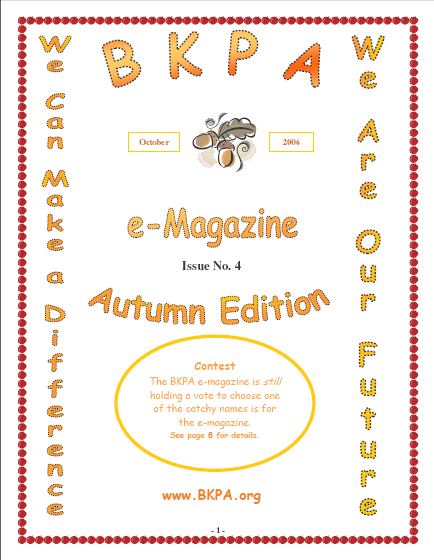 BKPA
We Can Make a Difference
We Are Our Future
October
2006
e-Magazine
Issue No. 4
Autumn Edition
Contest
The BKPA e-magazine is still
holding a vote to choose one
of the catchy names is for
the e-magazine.
See page 8 for details.
www.BKPA.org
- 1 -